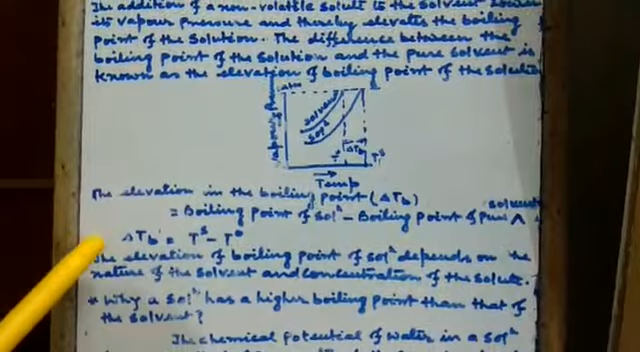 The addition of a non-volatile solute to the solvent lowers
its vapour pressure and thereby elevates the boiling
point of the solution. The difference between the
boiling point of the solution and the pure solvent is
known as the elevation of boiling point of the solution
Solvent
Solⁿ
ΔTb
T° T^s
Temp
The elevation in the boiling point (ΔTb)
solvent
= Boiling point of solⁿ - Boiling point of pure ^
ΔTb = T^s - T°
The elevation of boiling point of solⁿ depends on the
nature of the solvent and concentration of the solute.
* Why a solⁿ has a higher boiling point than that of
the solvent?
The chemical potential of water in a solⁿ